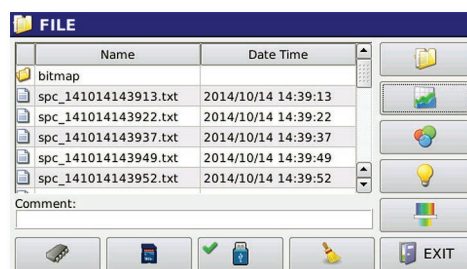 FILE
Name Date Time
bitmap
spc_141014143913.txt 2014/10/14 14:39:13
spc_141014143922.txt 2014/10/14 14:39:22
spc_141014143937.txt 2014/10/14 14:39:37
spc_141014143949.txt 2014/10/14 14:39:49
spc_141014143952.txt 2014/10/14 14:39:52
Comment:
EXIT